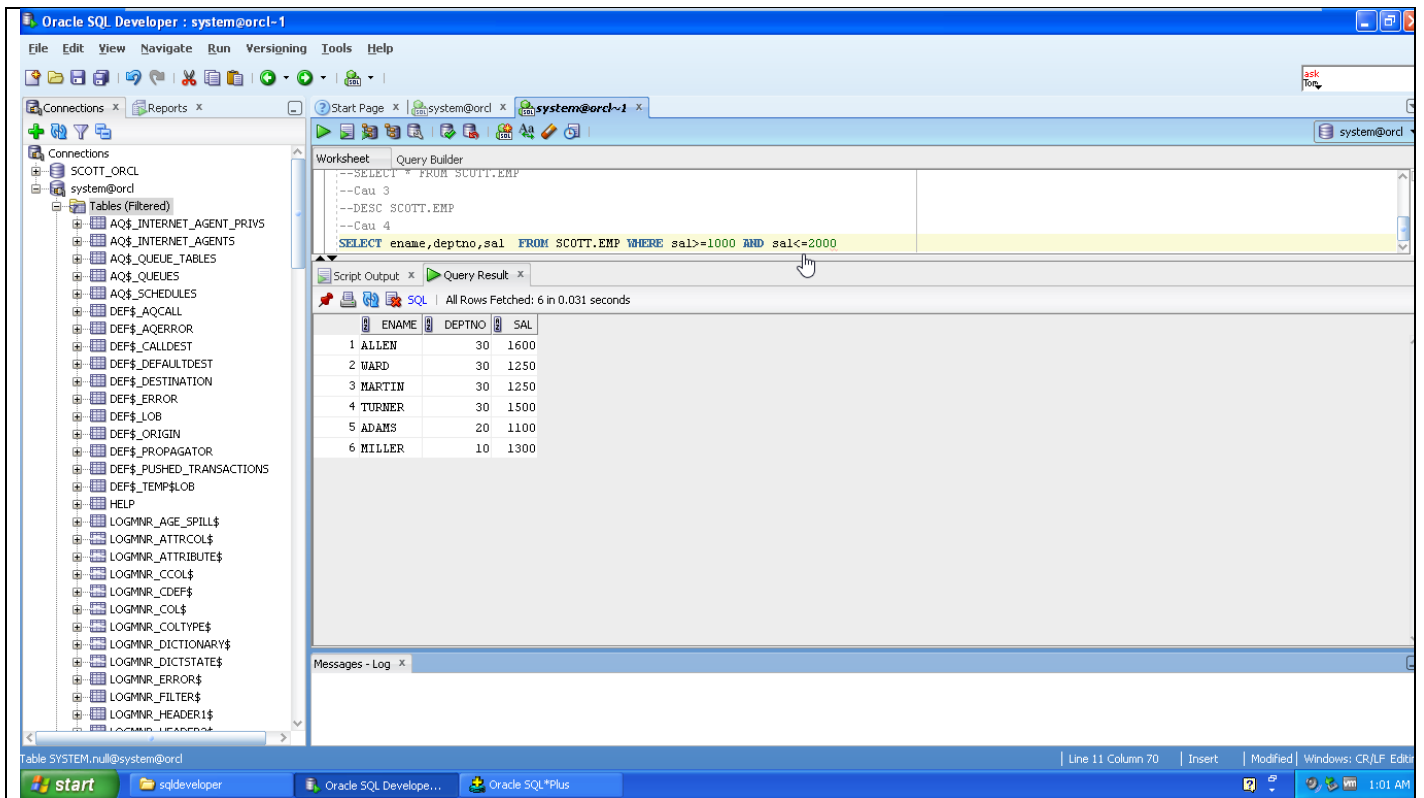 Oracle SQL Developer : system@orcl~1
File Edit View Navigate Run Versioning Tools Help
ask
Tom
Connections Reports
Start Page system@orcl system@orcl~1
system@orcl
Connections
SCOTT_ORCL
system@orcl
Tables (Filtered)
AQ$_INTERNET_AGENT_PRIVS
AQ$_INTERNET_AGENTS
AQ$_QUEUE_TABLES
AQ$_QUEUES
AQ$_SCHEDULES
DEF$_AQCALL
DEF$_AQERROR
DEF$_CALLDEST
DEF$_DEFAULTDEST
DEF$_DESTINATION
DEF$_ERROR
DEF$_LOB
DEF$_ORIGIN
DEF$_PROPAGATOR
DEF$_PUSHED_TRANSACTIONS
DEF$_TEMP$LOB
HELP
LOGMNR_AGE_SPILL$
LOGMNR_ATTRCOL$
LOGMNR_ATTRIBUTE$
LOGMNR_CCOL$
LOGMNR_CDEF$
LOGMNR_COL$
LOGMNR_COLTYPE$
LOGMNR_DICTIONARY$
LOGMNR_DICTSTATE$
LOGMNR_ERROR$
LOGMNR_FILTER$
LOGMNR_HEADER1$
LOGMNR_HEADER2$
Worksheet Query Builder
--SELECT * FROM SCOTT.EMP
--Cau 3
--DESC SCOTT.EMP
--Cau 4
SELECT ename,deptno,sal FROM SCOTT.EMP WHERE sal>=1000 AND sal<=2000
Script Output Query Result
SQL | All Rows Fetched: 6 in 0.031 seconds
ENAME DEPTNO SAL
1 ALLEN 30 1600
2 WARD 30 1250
3 MARTIN 30 1250
4 TURNER 30 1500
5 ADAMS 20 1100
6 MILLER 10 1300
Messages - Log
Table SYSTEM.null@system@orcl
Line 11 Column 70 Insert Modified Windows: CR/LF Editin
start sqldeveloper Oracle SQL Develope... Oracle SQL*Plus 1:01 AM